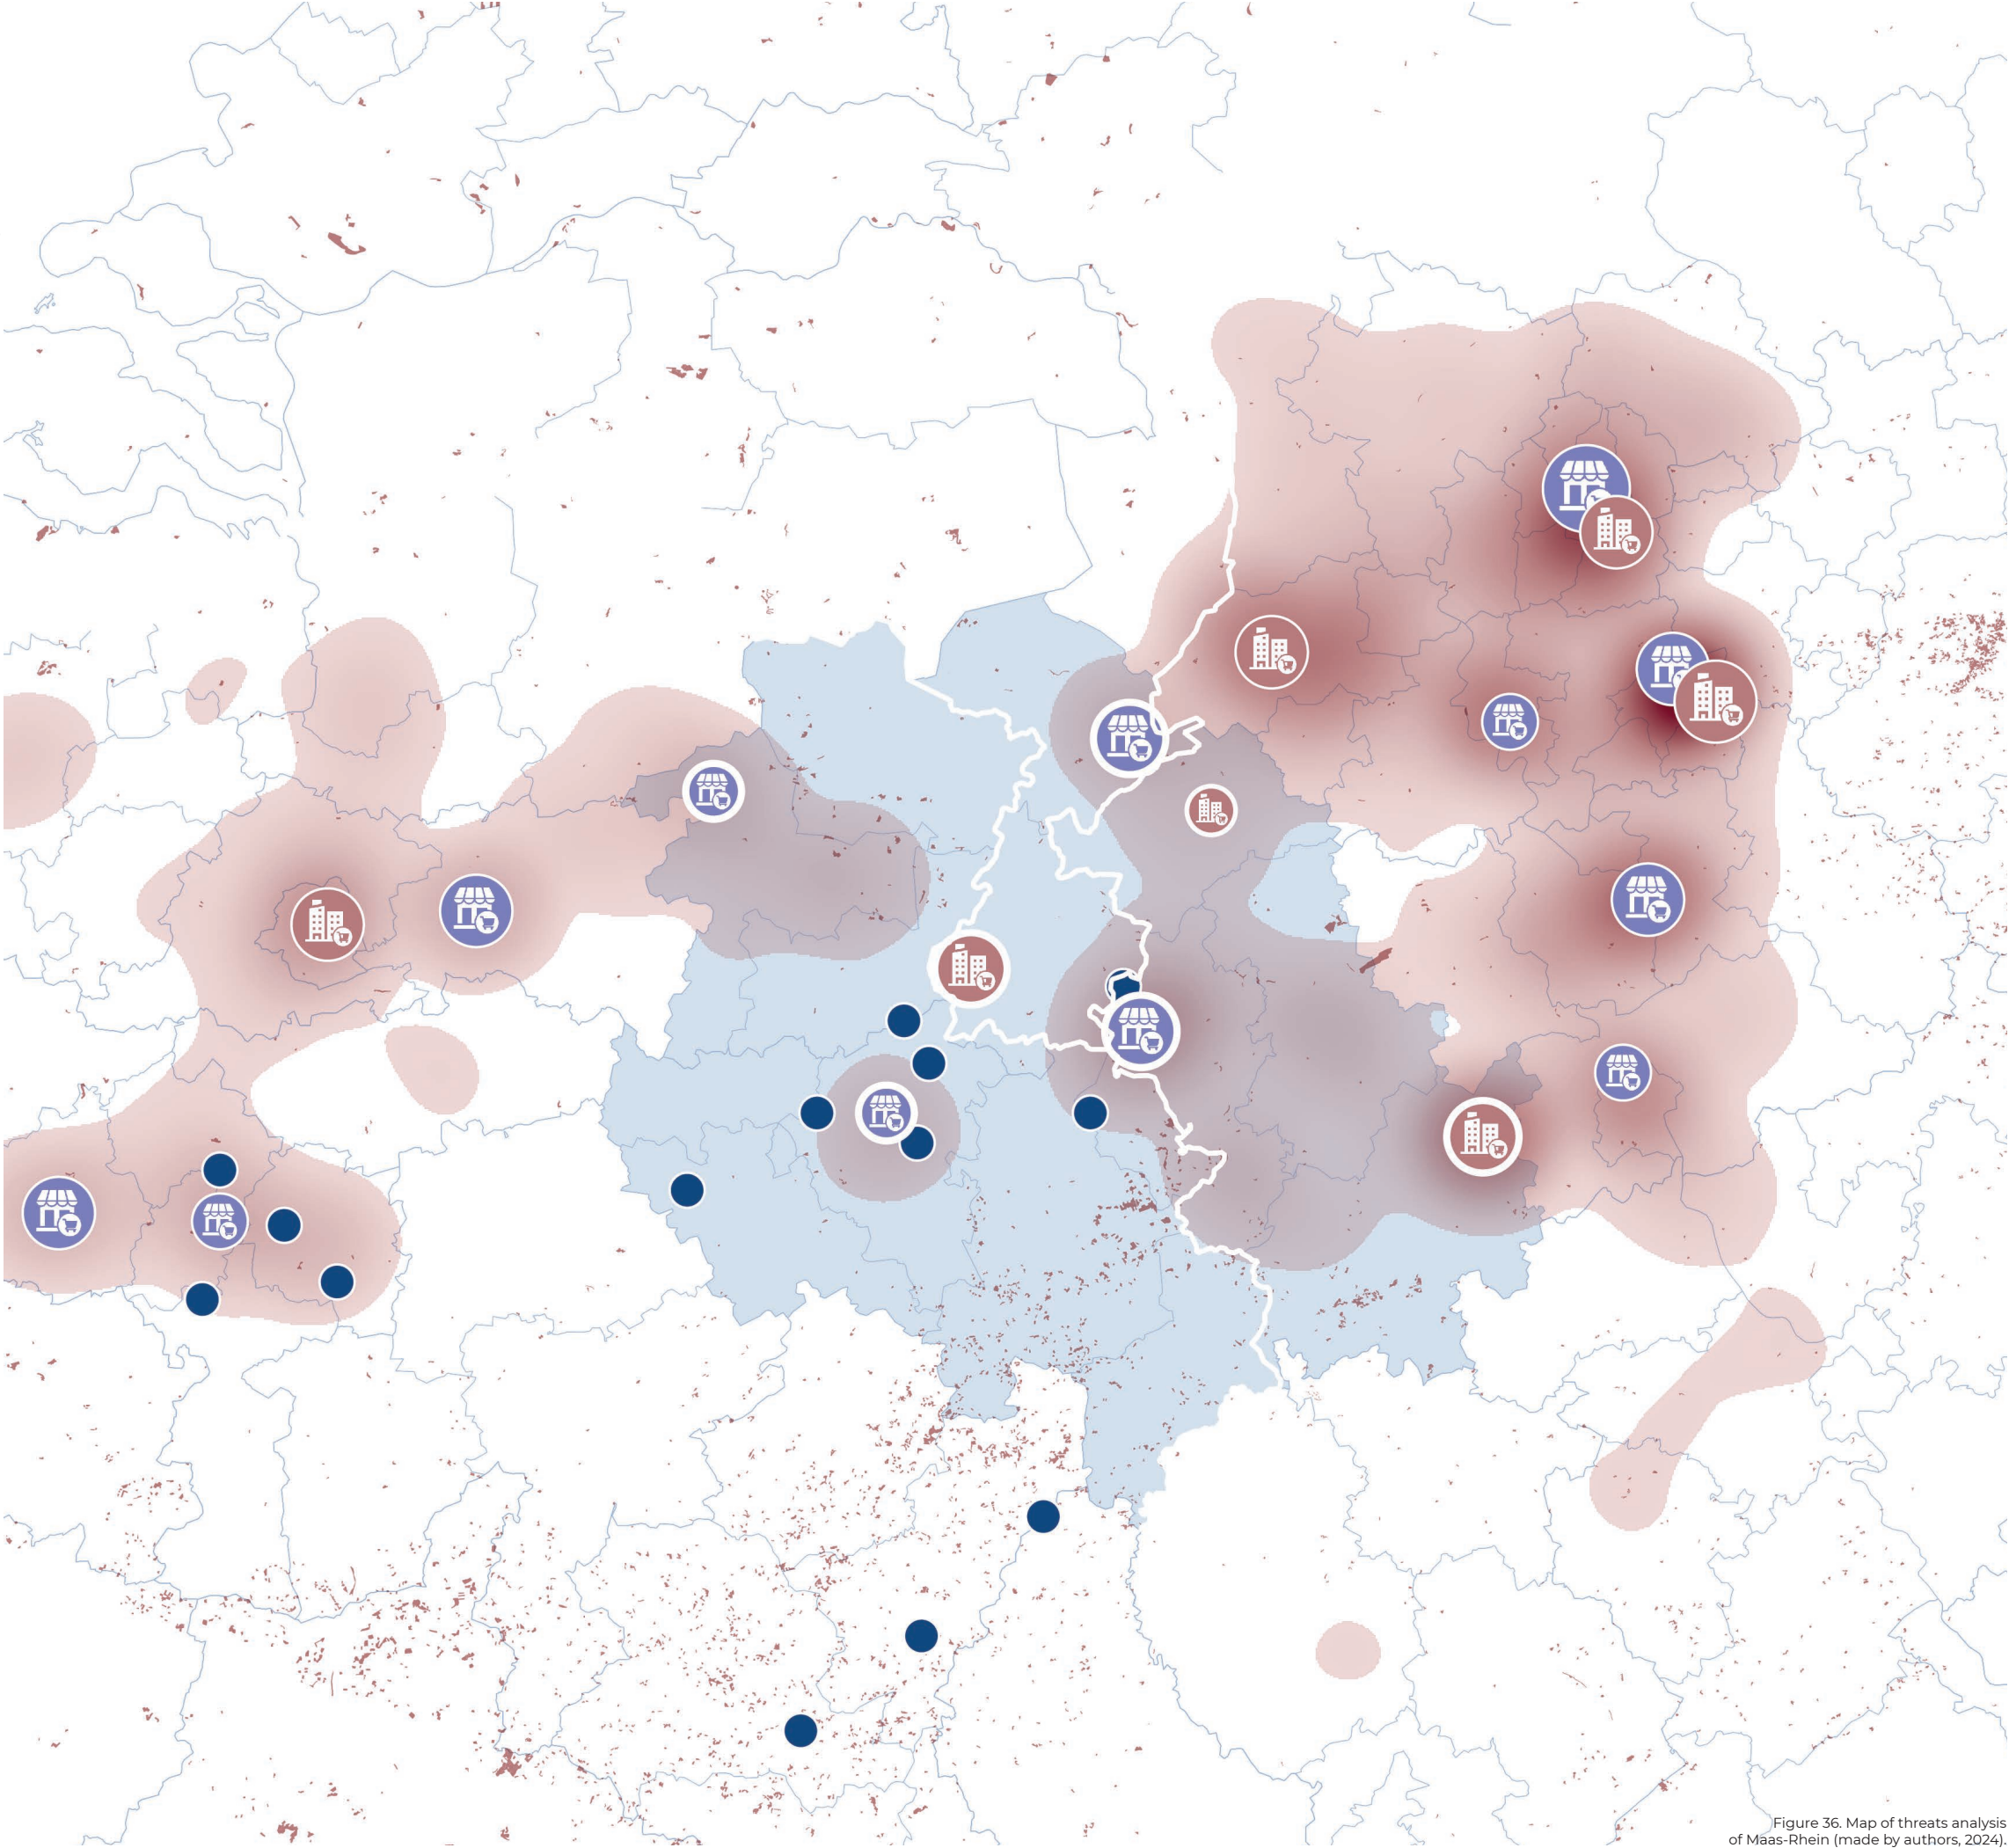 Figure 36. Map of threats analysis
of Maas-Rhein (made by authors, 2024).